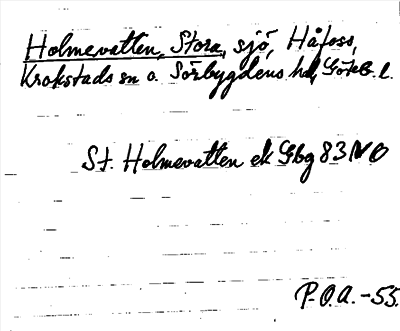 Holmevatten, Stora, sjö, Håfoss,
Krokstads sn o. Sörbygdens hd, GöteB. l.
St. Holmevatten ek Gbg 83 NO
P.O.A. -55.